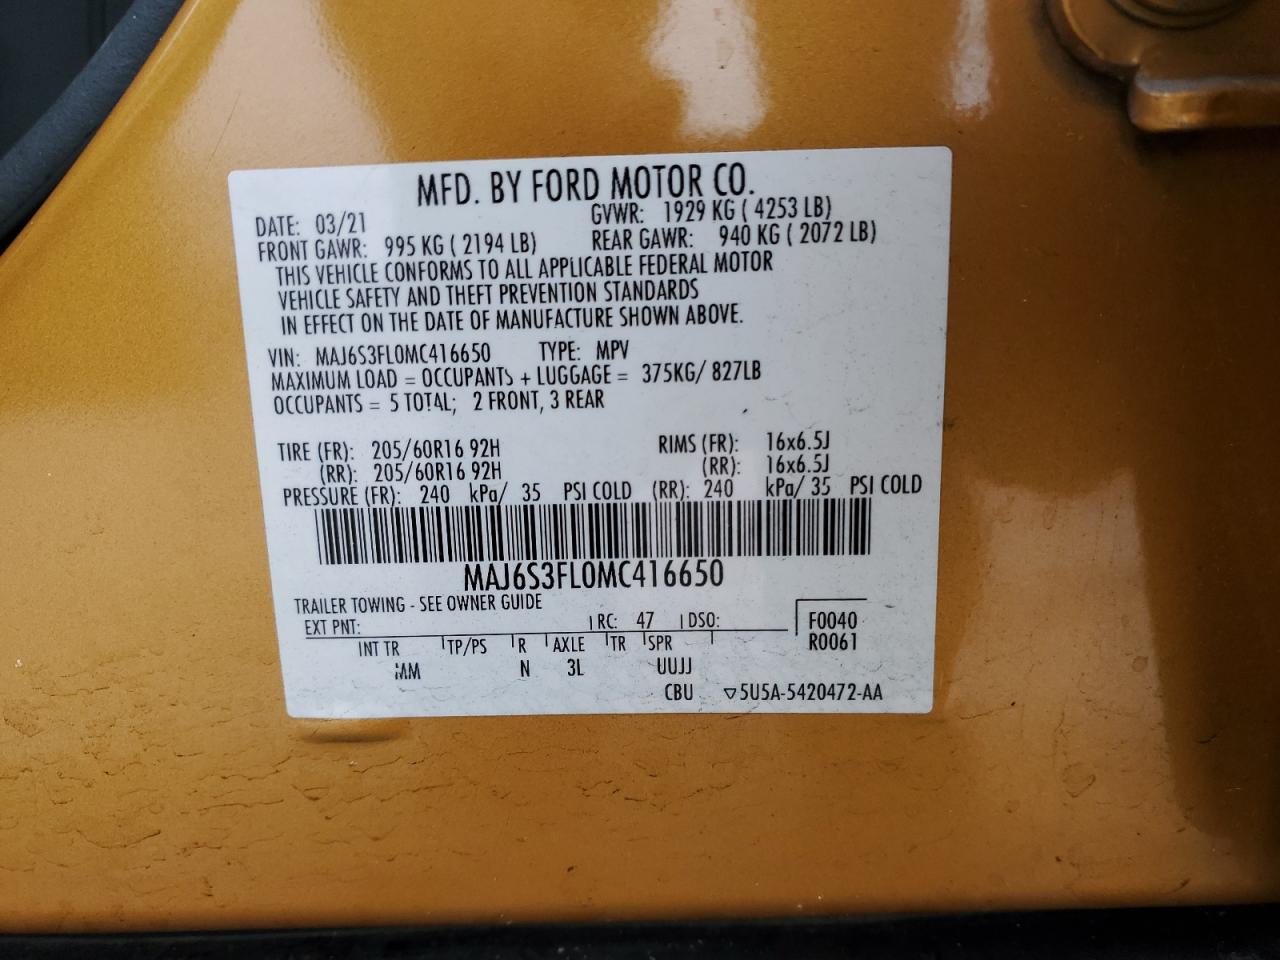 MFD. BY FORD MOTOR CO.
DATE: 03/21 GVWR: 1929 KG ( 4253 LB)
FRONT GAWR: 995 KG ( 2194 LB) REAR GAWR: 940 KG ( 2072 LB)
THIS VEHICLE CONFORMS TO ALL APPLICABLE FEDERAL MOTOR
VEHICLE SAFETY AND THEFT PREVENTION STANDARDS
IN EFFECT ON THE DATE OF MANUFACTURE SHOWN ABOVE.
VIN: MAJ6S3FL0MC416650 TYPE: MPV
MAXIMUM LOAD = OCCUPANTS + LUGGAGE = 375KG/ 827LB
OCCUPANTS = 5 TOTAL; 2 FRONT, 3 REAR
TIRE (FR): 205/60R16 92H RIMS (FR): 16x6.5J
(RR): 205/60R16 92H (RR): 16x6.5J
PRESSURE (FR): 240 kPa/ 35 PSI COLD (RR): 240 kPa/ 35 PSI COLD
MAJ6S3FL0MC416650
TRAILER TOWING - SEE OWNER GUIDE
EXT PNT: RC: 47 DSO: F0040
INT TR TP/PS R AXLE TR SPR R0061
MM N 3L UUJJ
CBU ▽5U5A-5420472-AA